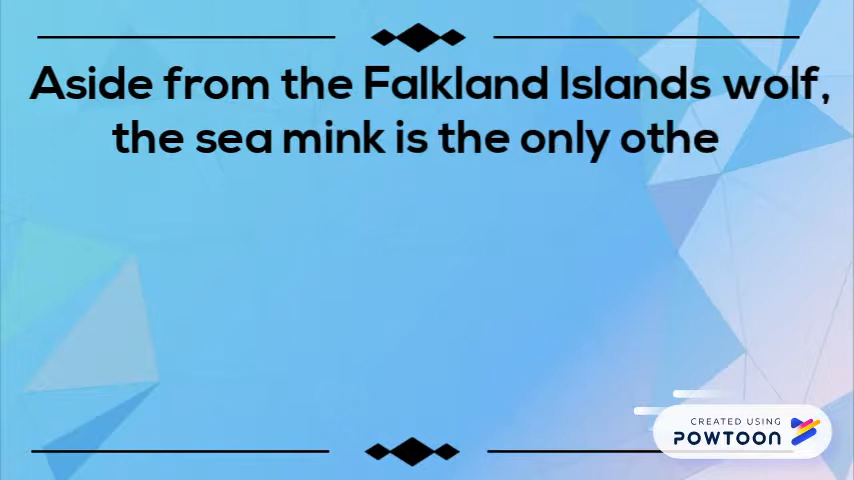 Aside from the Falkland Islands wolf,
the sea mink is the only othe
CREATED USING
POWTOON